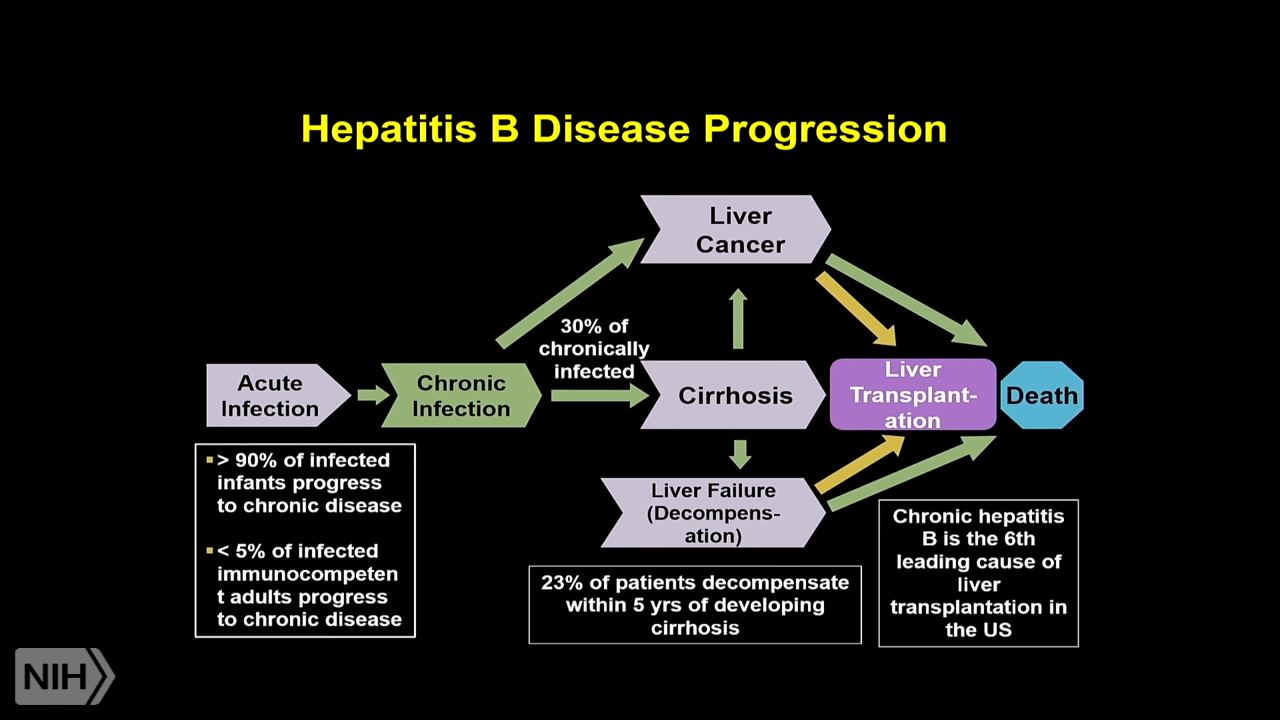 Hepatitis B Disease Progression
Liver
Cancer
30% of
chronically
infected
Acute
Infection
Chronic
Infection
Cirrhosis
Liver
Transplant-
ation
Death
> 90% of infected
infants progress
to chronic disease
< 5% of infected
immunocompeten
t adults progress
to chronic disease
Liver Failure
(Decompens-
ation)
23% of patients decompensate
within 5 yrs of developing
cirrhosis
Chronic hepatitis
B is the 6th
leading cause of
liver
transplantation in
the US
NIH